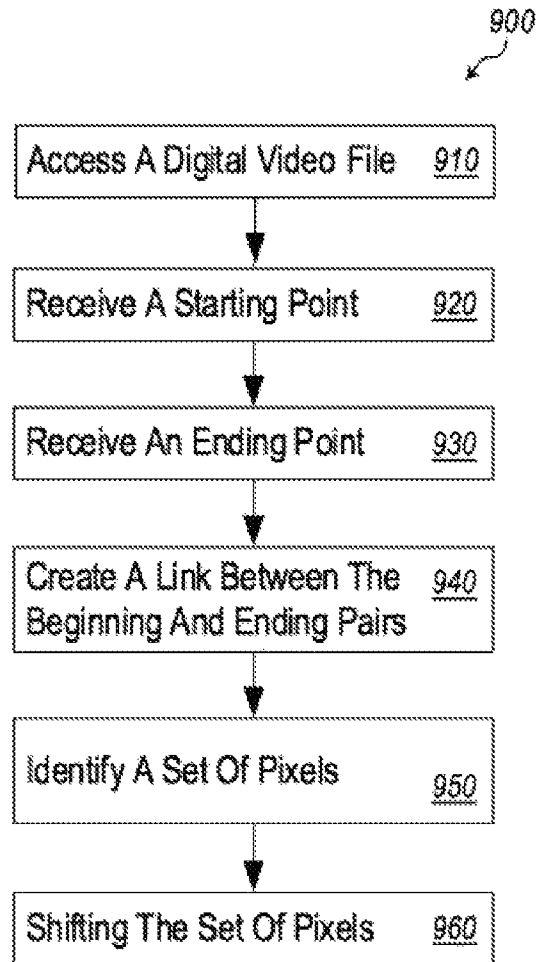 900
Access A Digital Video File 910
Receive A Starting Point 920
Receive An Ending Point 930
Create A Link Between The 940
Beginning And Ending Pairs
Identify A Set Of Pixels 950
Shifting The Set Of Pixels 960